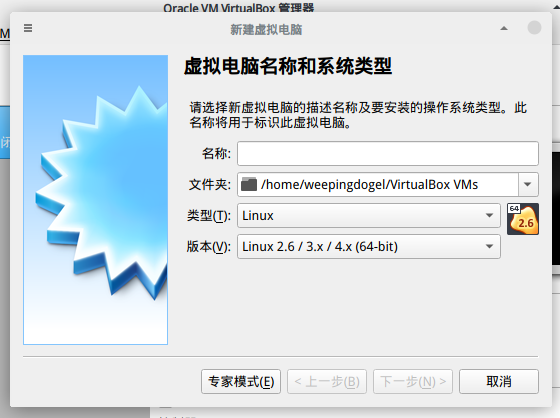 Oracle VM VirtualBox 管理器
新建虚拟电脑
虚拟电脑名称和系统类型
请选择新虚拟电脑的描述名称及要安装的操作系统类型。此
名称将用于标识此虚拟电脑。
名称:
文件夹: /home/weepingdogel/VirtualBox VMs
类型(T): Linux
64
2.6
版本(V): Linux 2.6 / 3.x / 4.x (64-bit)
专家模式(E) < 上一步(B) 下一步(N) > 取消